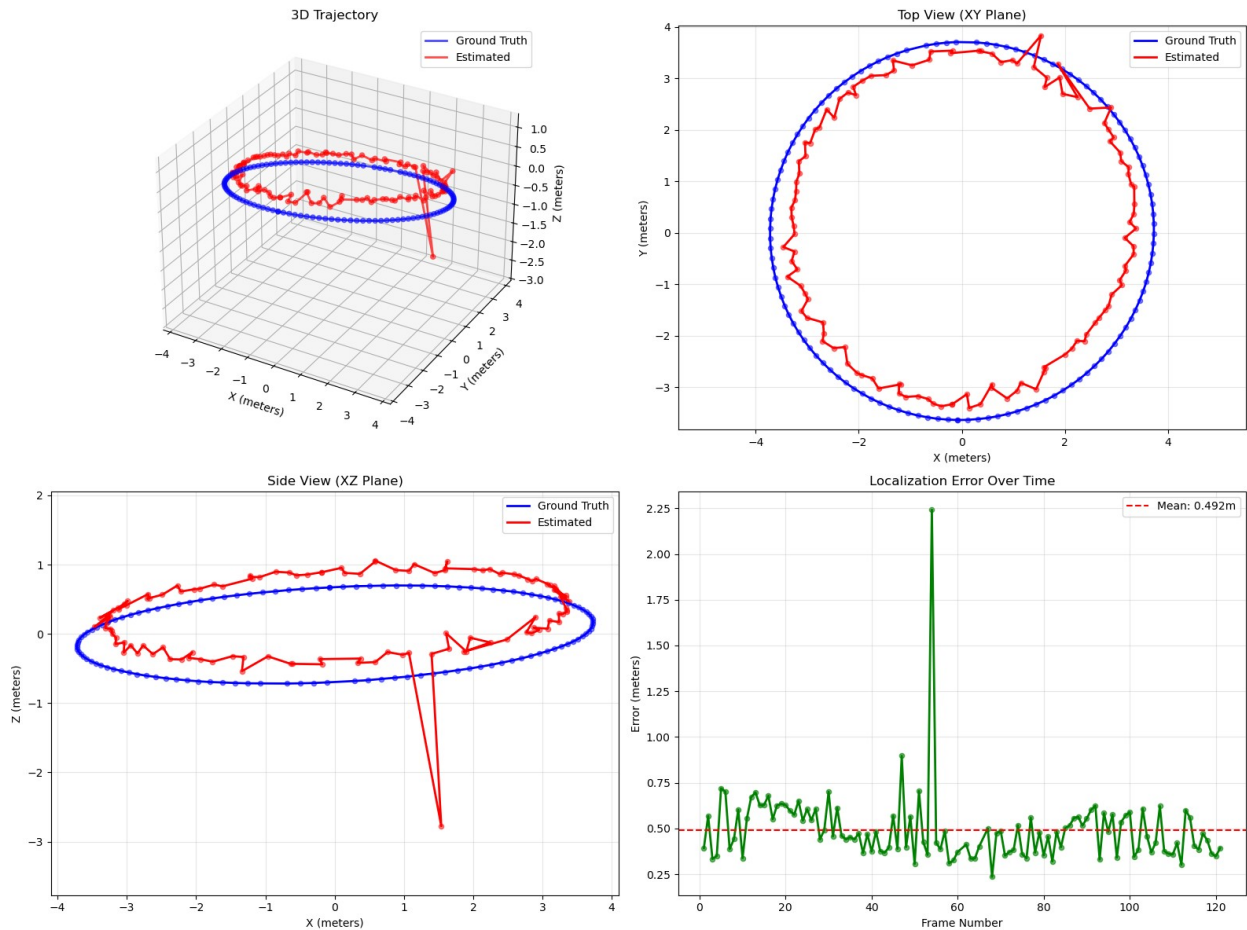 3D Trajectory
Ground Truth
Estimated
1.0
0.5
0.0
−0.5
−1.0
−1.5
−2.0
−2.5
−3.0
Z (meters)
−4
−3
−2
−1
0
1
2
3
4
X (meters)
−4
−3
−2
−1
0
1
2
3
4
Y (meters)
Top View (XY Plane)
Ground Truth
Estimated
4
3
2
1
0
−1
−2
−3
Y (meters)
−4 −2 0 2 4
X (meters)
Side View (XZ Plane)
Ground Truth
Estimated
2
1
0
−1
−2
−3
Z (meters)
−4 −3 −2 −1 0 1 2 3 4
X (meters)
Localization Error Over Time
Mean: 0.492m
2.25
2.00
1.75
1.50
1.25
1.00
0.75
0.50
0.25
Error (meters)
0 20 40 60 80 100 120
Frame Number